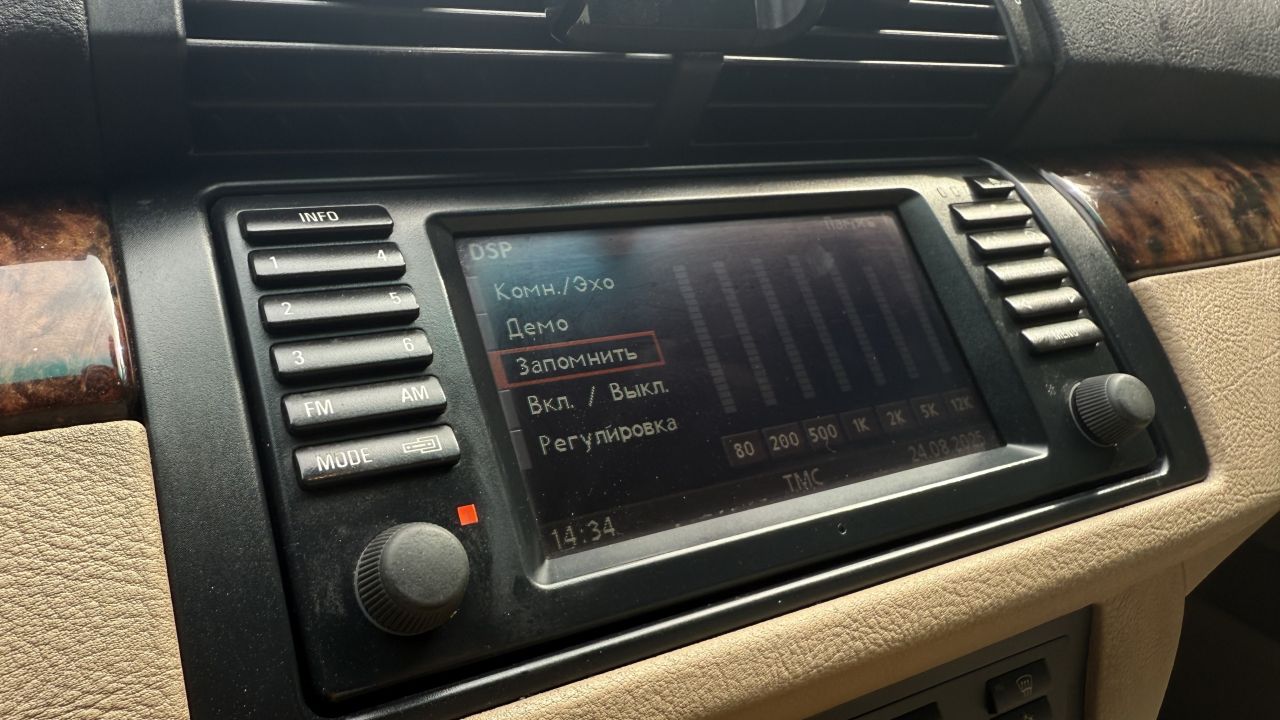 INFO
1 4
2 5
3 6
FM AM
MODE
DSP
Комн./Эхо
Демо
Запомнить
Вкл. / Выкл.
Регулировка
80 200 500 1K 2K 5K 12K
TMC
14:34
24.08.2025
MENU